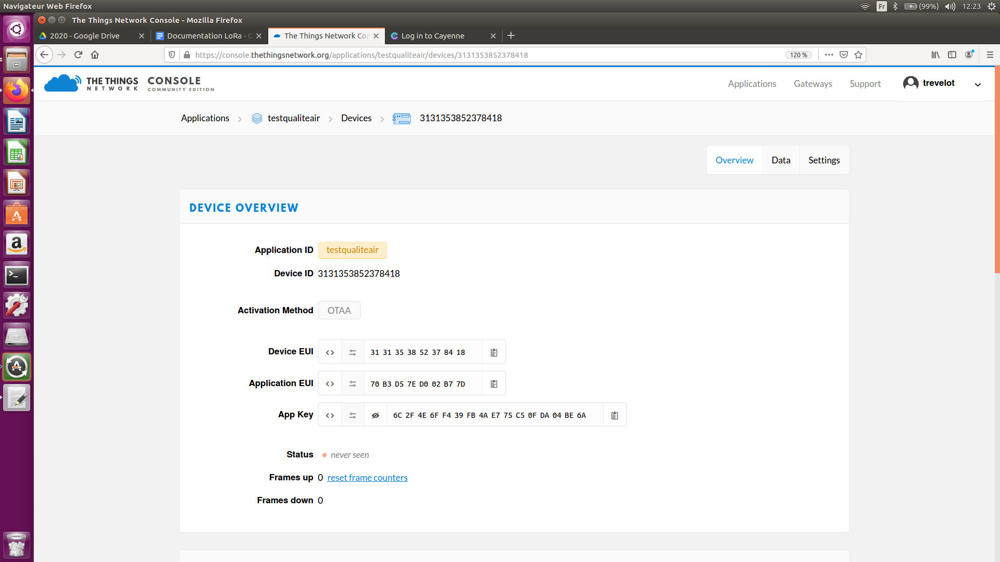 Navigateur Web Firefox
Fr
(99%)
12:23
The Things Network Console - Mozilla Firefox
2020 - Google Drive
Documentation LoRa - G
The Things Network Con
Log in to Cayenne
https://console.thethingsnetwork.org/applications/testqualiteair/devices/3131353852378418
120 %
THE THINGS NETWORK
CONSOLE
COMMUNITY EDITION
Applications
Gateways
Support
trevelot
Applications
testqualiteair
Devices
3131353852378418
Overview
Data
Settings
DEVICE OVERVIEW
Application ID testqualiteair
Device ID 3131353852378418
Activation Method OTAA
Device EUI <> 31 31 35 38 52 37 84 18
Application EUI <> 70 B3 D5 7E D0 02 B7 7D
App Key <> 6C 2F 4E 6F F4 39 FB 4A E7 75 C5 0F DA 04 BE 6A
Status never seen
Frames up 0 reset frame counters
Frames down 0